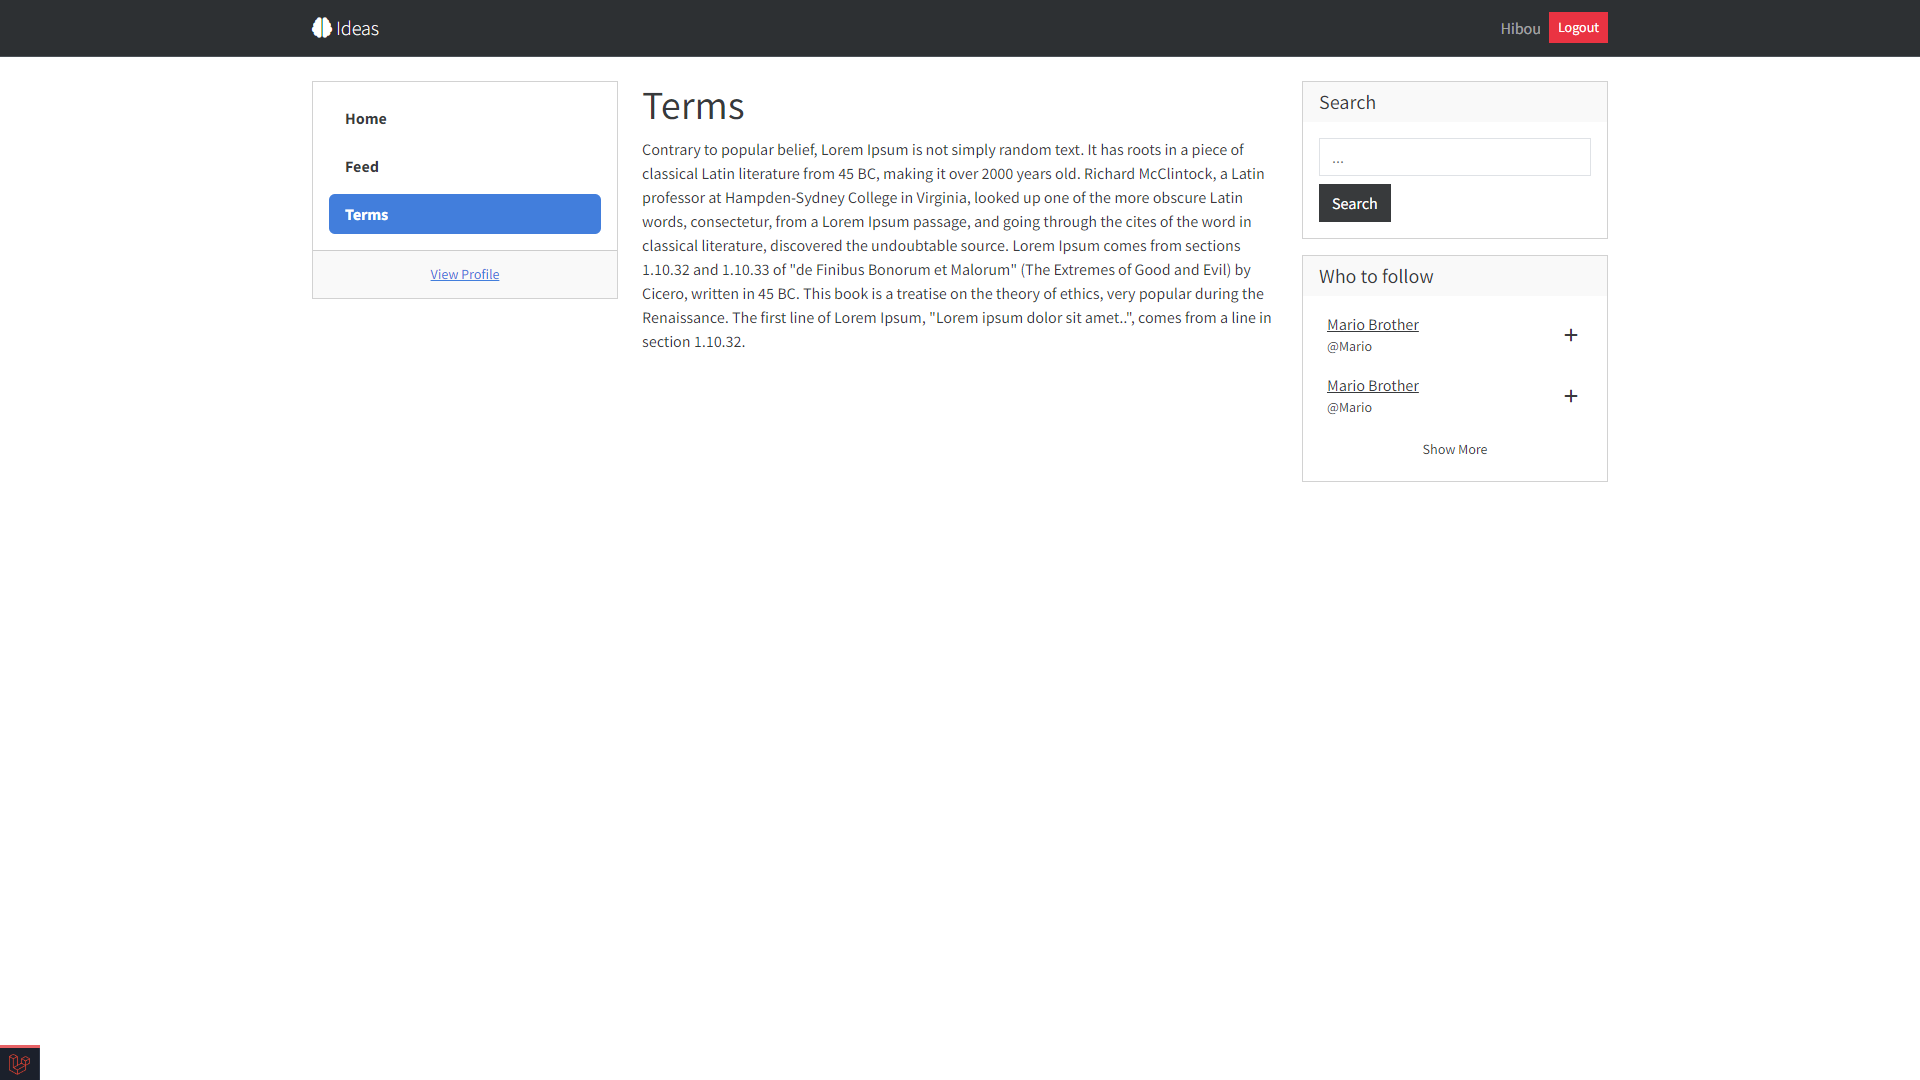 Ideas
Hibou
Logout
Home
Feed
Terms
View Profile
Terms
Contrary to popular belief, Lorem Ipsum is not simply random text. It has roots in a piece of
classical Latin literature from 45 BC, making it over 2000 years old. Richard McClintock, a Latin
professor at Hampden-Sydney College in Virginia, looked up one of the more obscure Latin
words, consectetur, from a Lorem Ipsum passage, and going through the cites of the word in
classical literature, discovered the undoubtable source. Lorem Ipsum comes from sections
1.10.32 and 1.10.33 of "de Finibus Bonorum et Malorum" (The Extremes of Good and Evil) by
Cicero, written in 45 BC. This book is a treatise on the theory of ethics, very popular during the
Renaissance. The first line of Lorem Ipsum, "Lorem ipsum dolor sit amet..", comes from a line in
section 1.10.32.
Search
...
Search
Who to follow
Mario Brother
@Mario
Mario Brother
@Mario
Show More